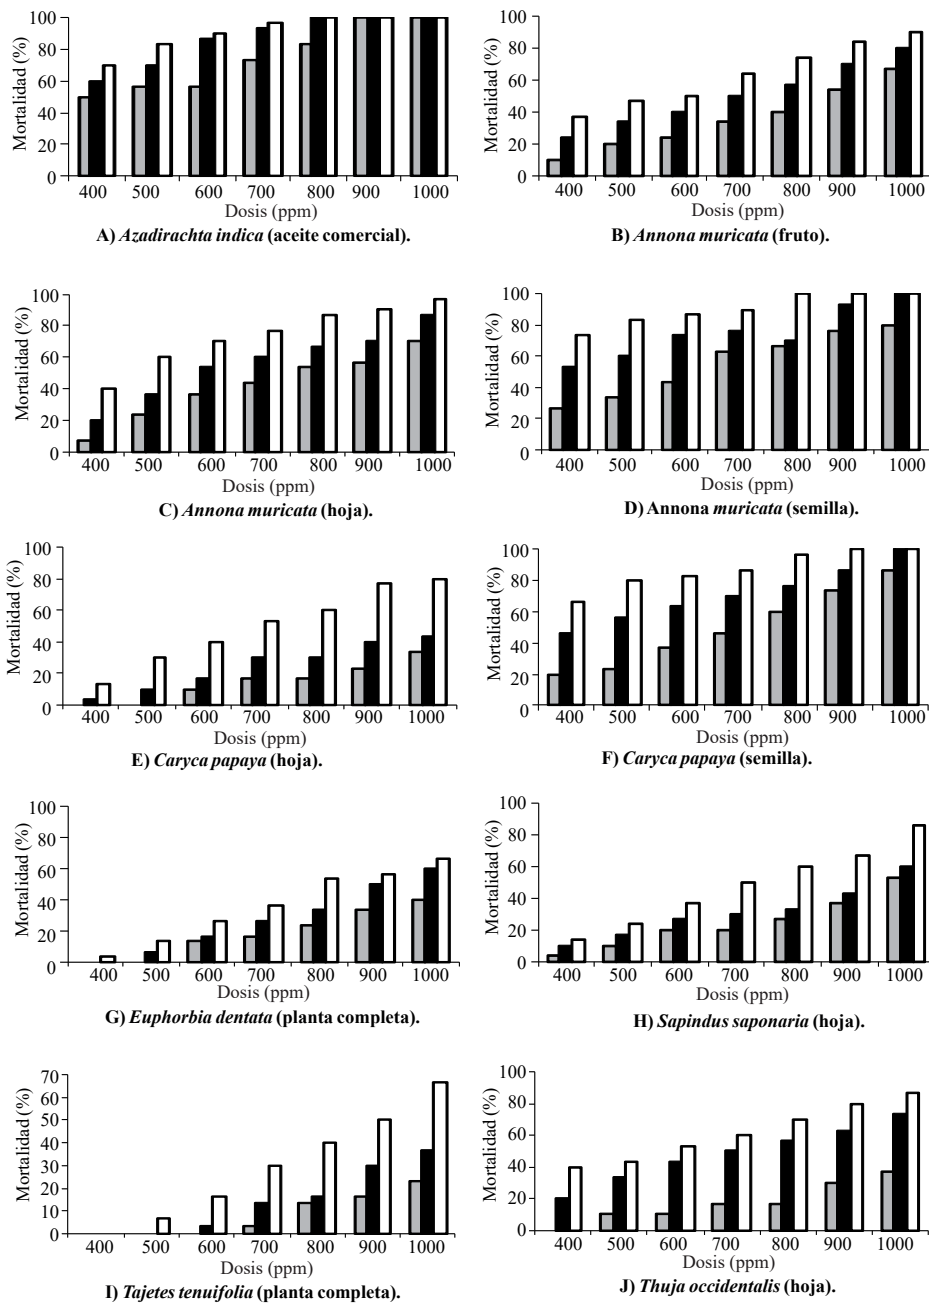 Mortalidad (%)
100
80
60
40
20
0
400 500 600 700 800 900 1000
Dosis (ppm)
A) Azadirachta indica (aceite comercial).
Mortalidad (%)
100
80
60
40
20
0
400 500 600 700 800 900 1000
Dosis (ppm)
B) Annona muricata (fruto).
Mortalidad (%)
100
80
60
40
20
0
400 500 600 700 800 900 1000
Dosis (ppm)
C) Annona muricata (hoja).
Mortalidad (%)
100
80
60
40
20
0
400 500 600 700 800 900 1000
Dosis (ppm)
D) Annona muricata (semilla).
Mortalidad (%)
100
80
60
40
20
0
400 500 600 700 800 900 1000
Dosis (ppm)
E) Caryca papaya (hoja).
Mortalidad (%)
100
80
60
40
20
0
400 500 600 700 800 900 1000
Dosis (ppm)
F) Caryca papaya (semilla).
Mortalidad (%)
100
80
60
40
20
0
400 500 600 700 800 900 1000
Dosis (ppm)
G) Euphorbia dentata (planta completa).
Mortalidad (%)
100
80
60
40
20
0
400 500 600 700 800 900 1000
Dosis (ppm)
H) Sapindus saponaria (hoja).
Mortalidad (%)
70
60
50
40
30
20
10
0
400 500 600 700 800 900 1000
Dosis (ppm)
I) Tajetes tenuifolia (planta completa).
Mortalidad (%)
100
80
60
40
20
0
400 500 600 700 800 900 1000
Dosis (ppm)
J) Thuja occidentalis (hoja).